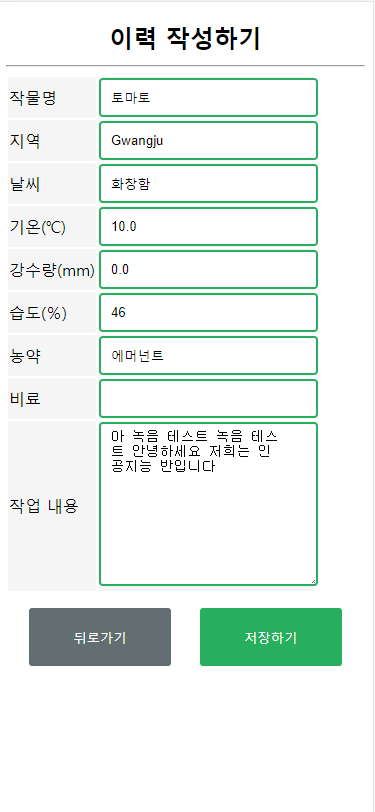 이력 작성하기
작물명 토마토
지역 Gwangju
날씨 화창함
기온(℃) 10.0
강수량(mm) 0.0
습도(%) 46
농약 에머넌트
비료
작업 내용
아 녹음 테스트 녹음 테스
트 안녕하세요 저희는 인
공지능 반입니다
뒤로가기 저장하기